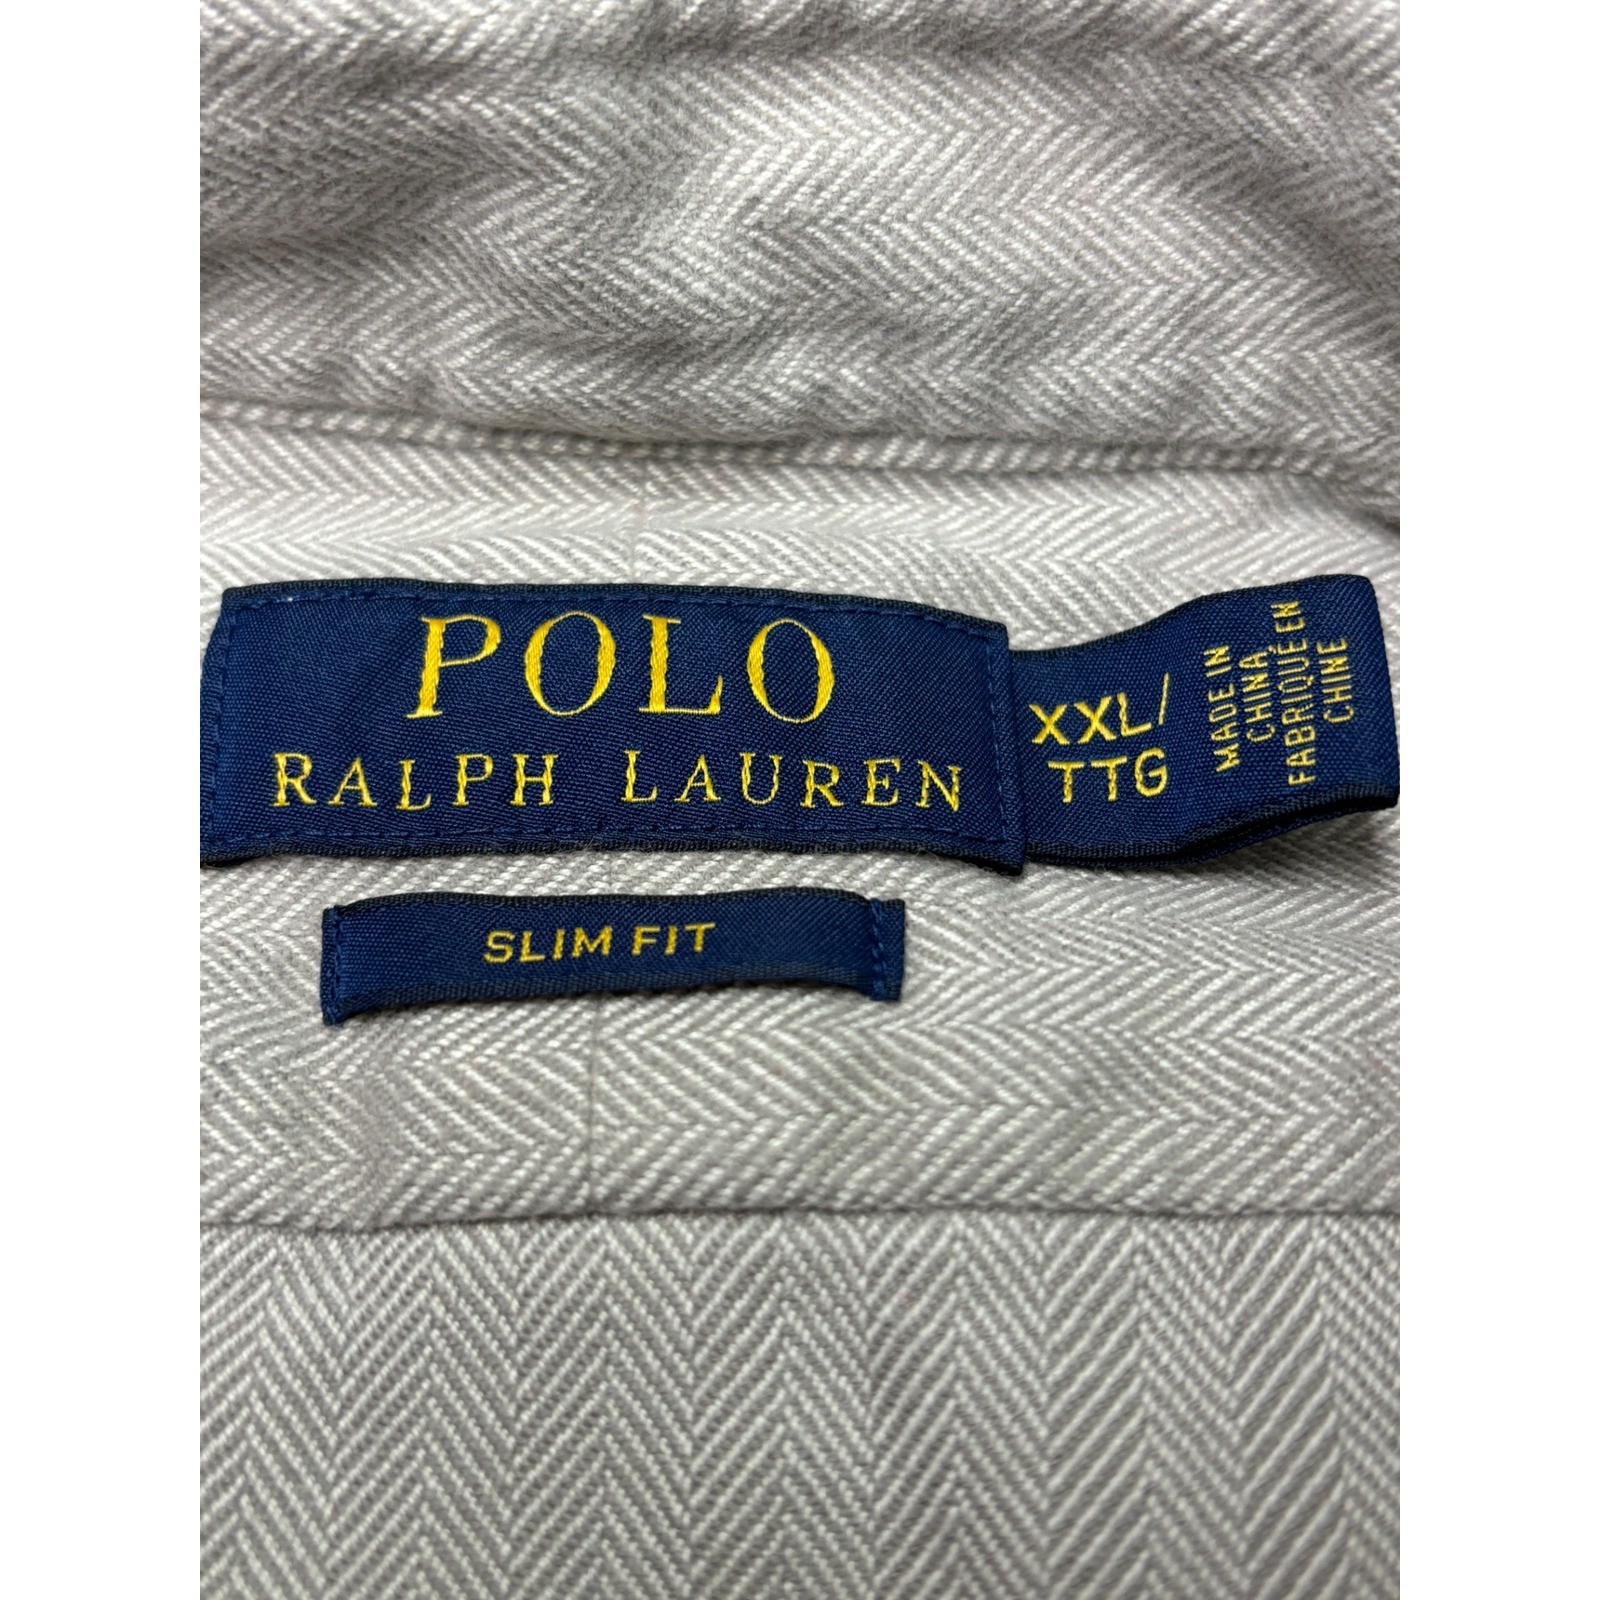 POLO
RALPH LAUREN
XXL/
TTG
MADE IN
CHINA
FABRIQUÉ EN
CHINE
SLIM FIT